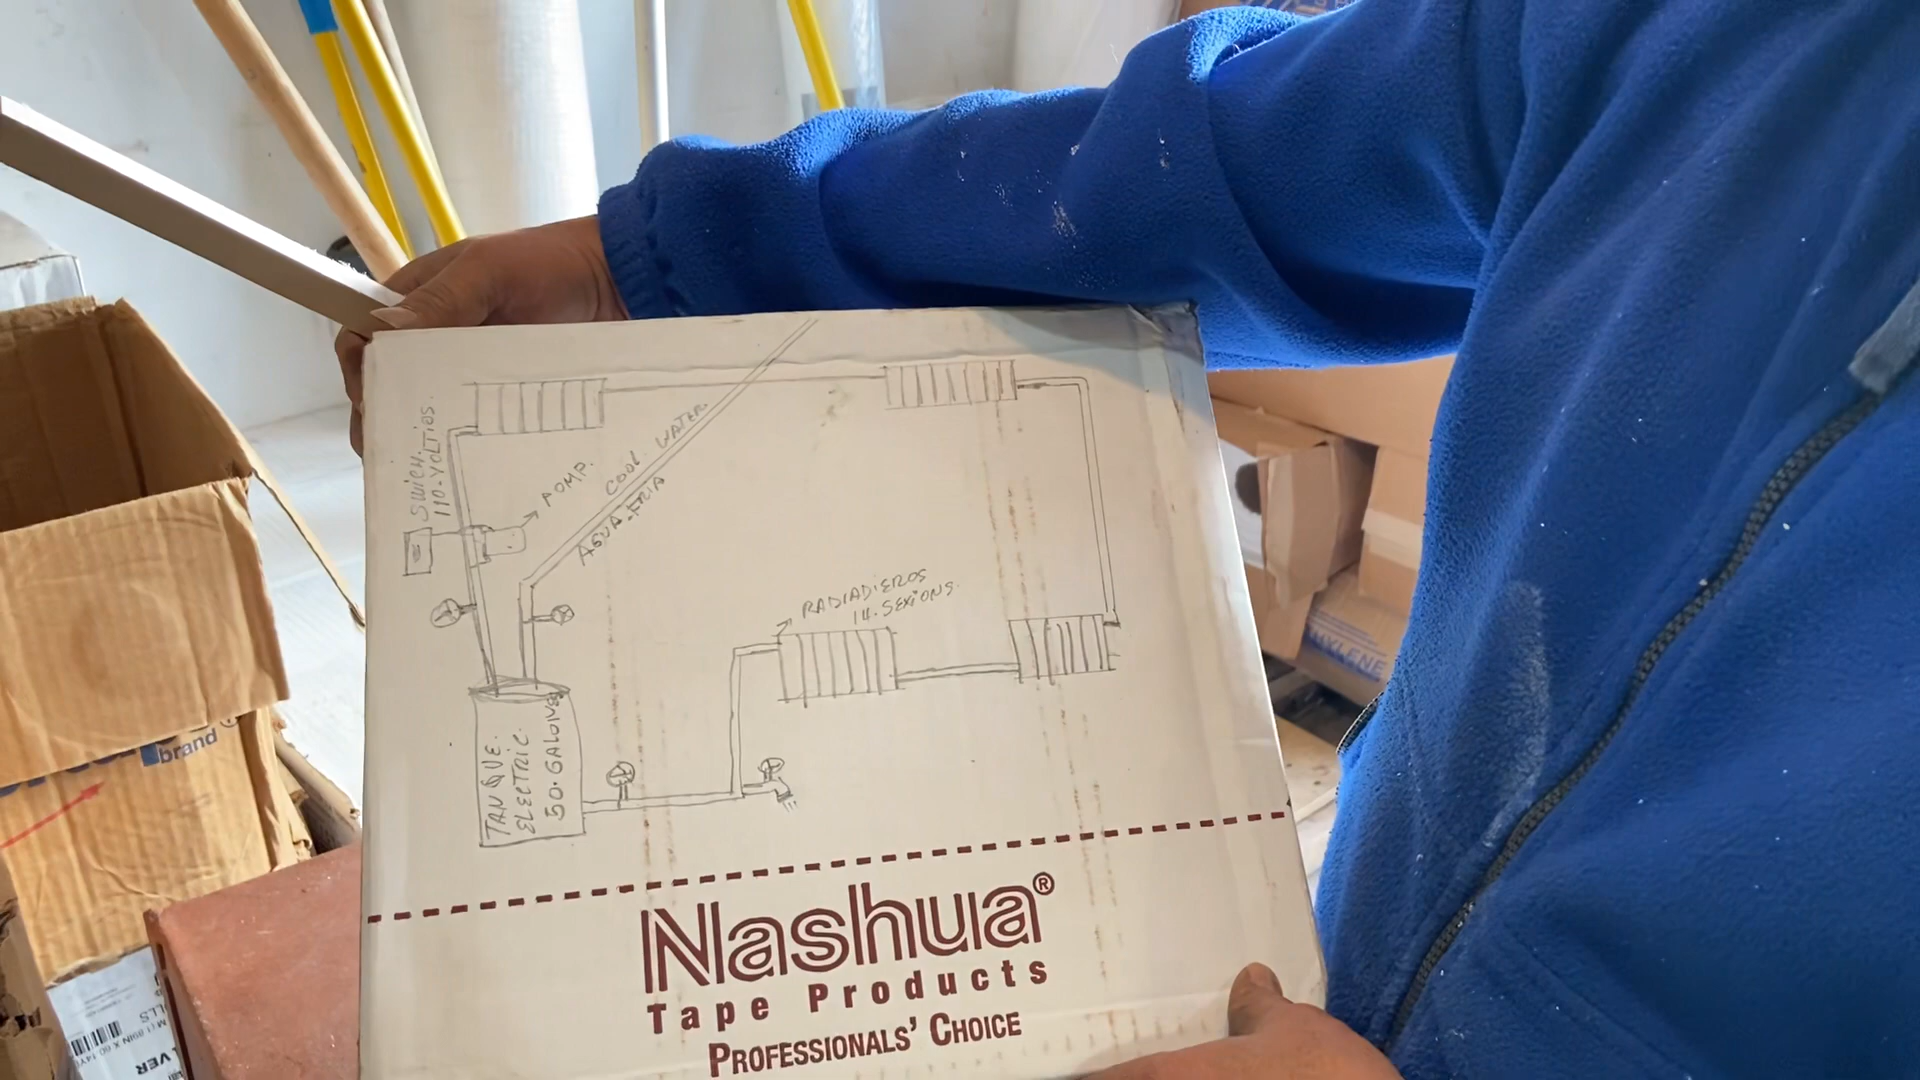 SWICH.
110-VOLTIOS.
POMP.
COOL. WATER.
AGUA-FRIA
RADIADIEROS
14. SEXIONS.
TANQUE.
ELECTRIC.
50.GALONS
Nashua®
Tape Products
PROFESSIONALS' CHOICE
brand
HYLENE